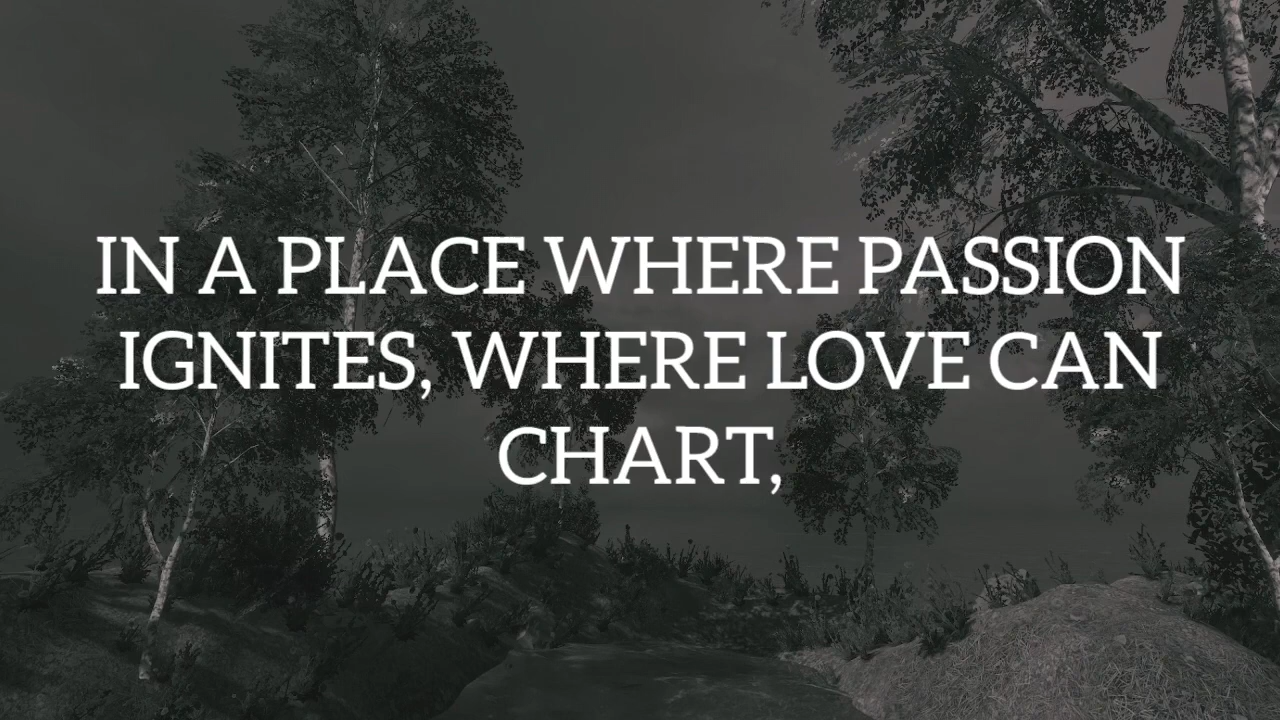 IN A PLACE WHERE PASSION
IGNITES, WHERE LOVE CAN
CHART,